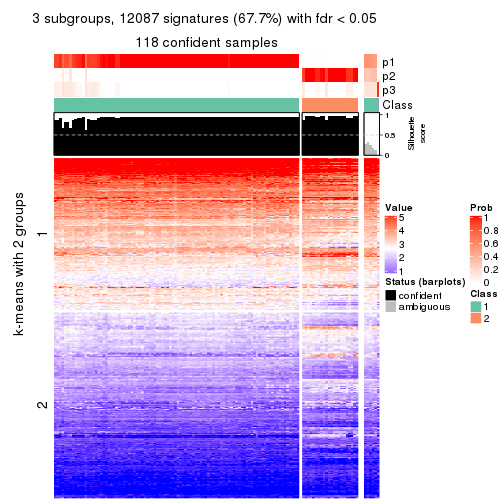 3 subgroups, 12087 signatures (67.7%) with fdr < 0.05
118 confident samples
p1
p2
p3
Class
1
0.5
0
Silhouette
score
k-means with 2 groups
1
2
Value
5
4
3
2
1
Prob
1
0.8
0.6
0.4
0.2
0
Status (barplots)
confident
ambiguous
Class
1
2